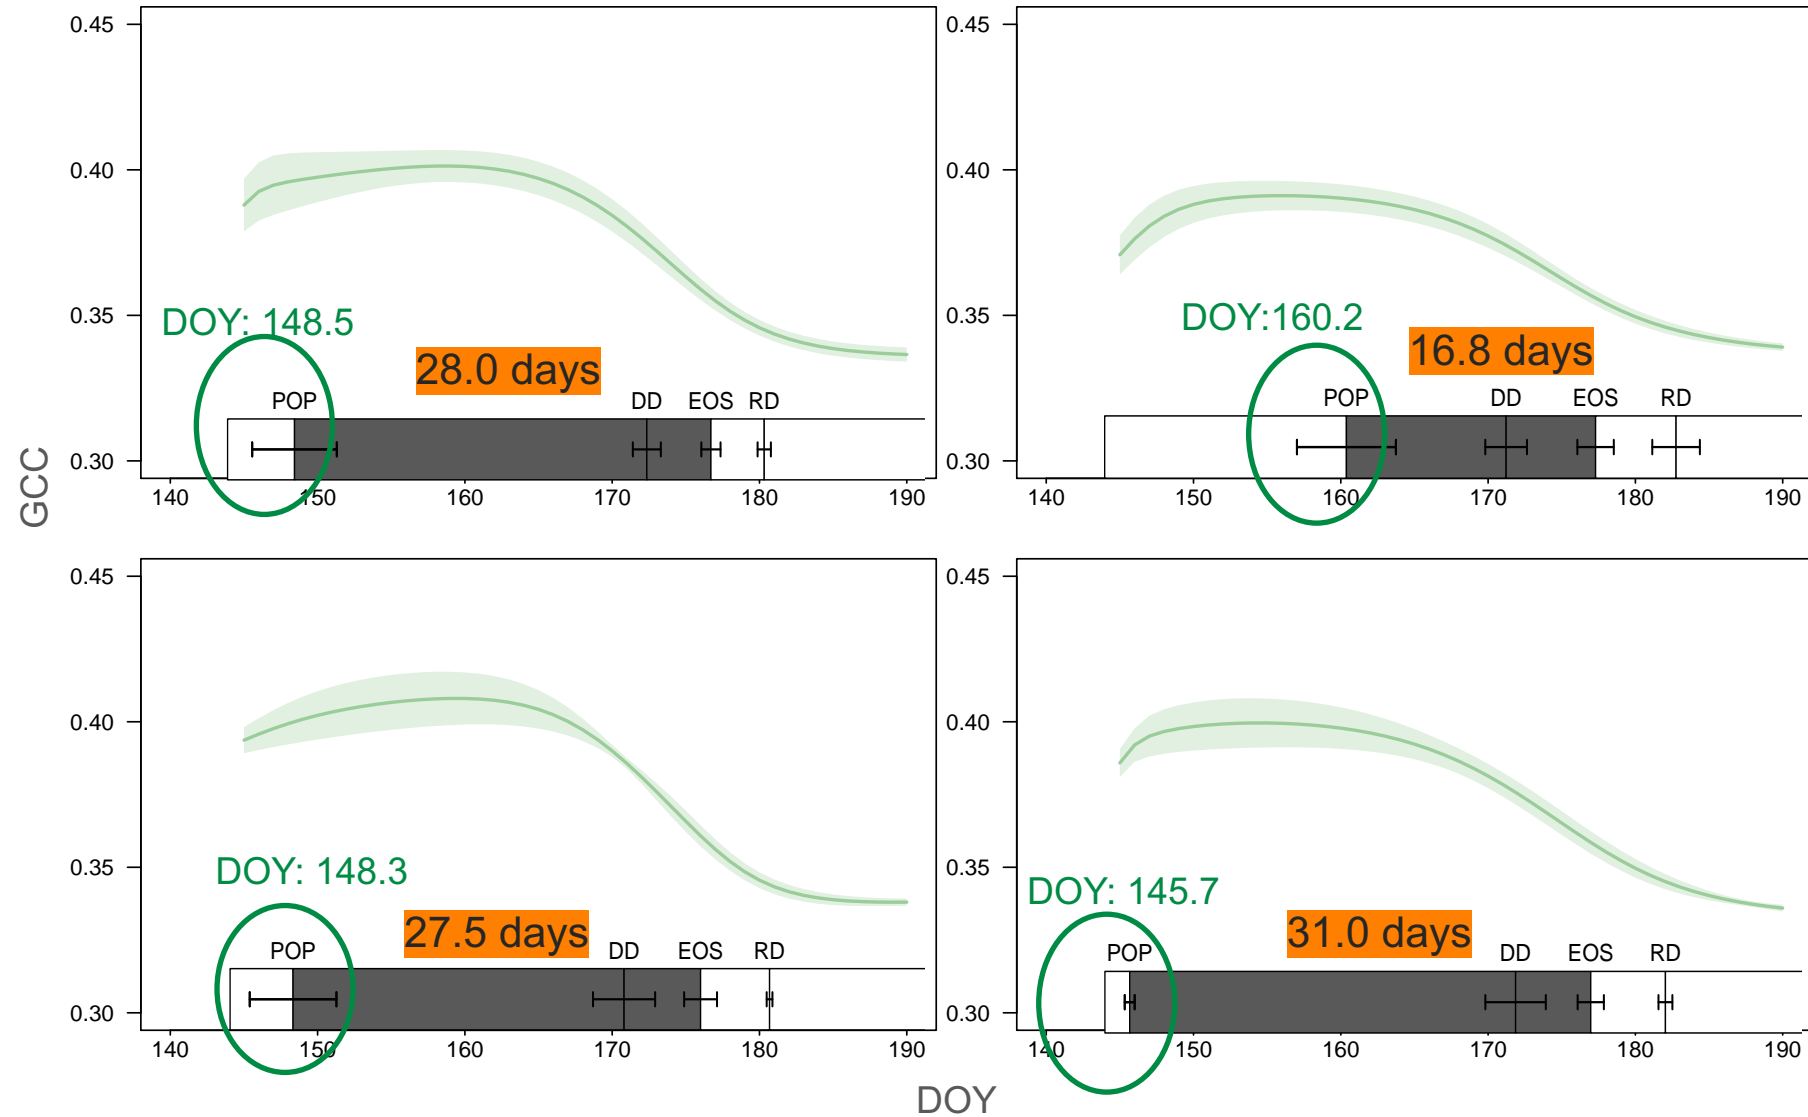 0.45
0.40
0.35
0.30
DOY: 148.5
28.0 days
POP DD EOS RD
140 150 160 170 180 190
0.45
0.40
0.35
0.30
DOY:160.2
16.8 days
POP DD EOS RD
140 150 160 170 180 190
GCC
0.45
0.40
0.35
0.30
DOY: 148.3
27.5 days
POP DD EOS RD
140 150 160 170 180 190
0.45
0.40
0.35
0.30
DOY: 145.7
31.0 days
POP DD EOS RD
140 150 160 170 180 190
DOY